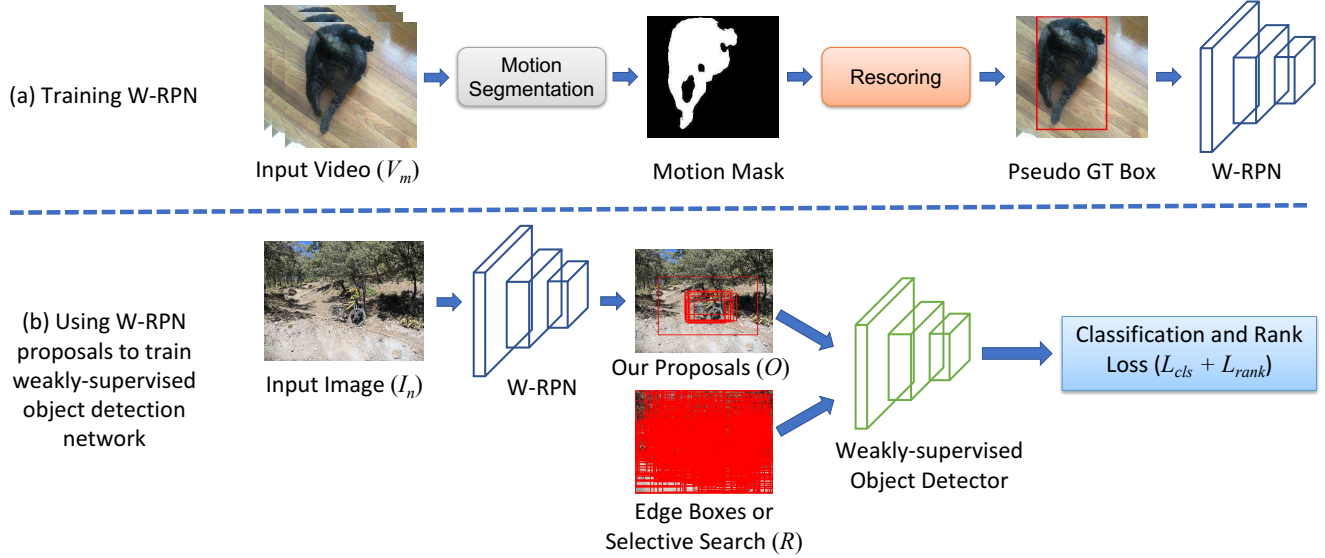 (a) Training W-RPN
Motion
Segmentation
Rescoring
Input Video (Vm)
Motion Mask
Pseudo GT Box
W-RPN
(b) Using W-RPN
proposals to train
weakly-supervised
object detection
network
Input Image (In)
W-RPN
Our Proposals (O)
Edge Boxes or
Selective Search (R)
Weakly-supervised
Object Detector
Classification and Rank
Loss (Lcls + Lrank)